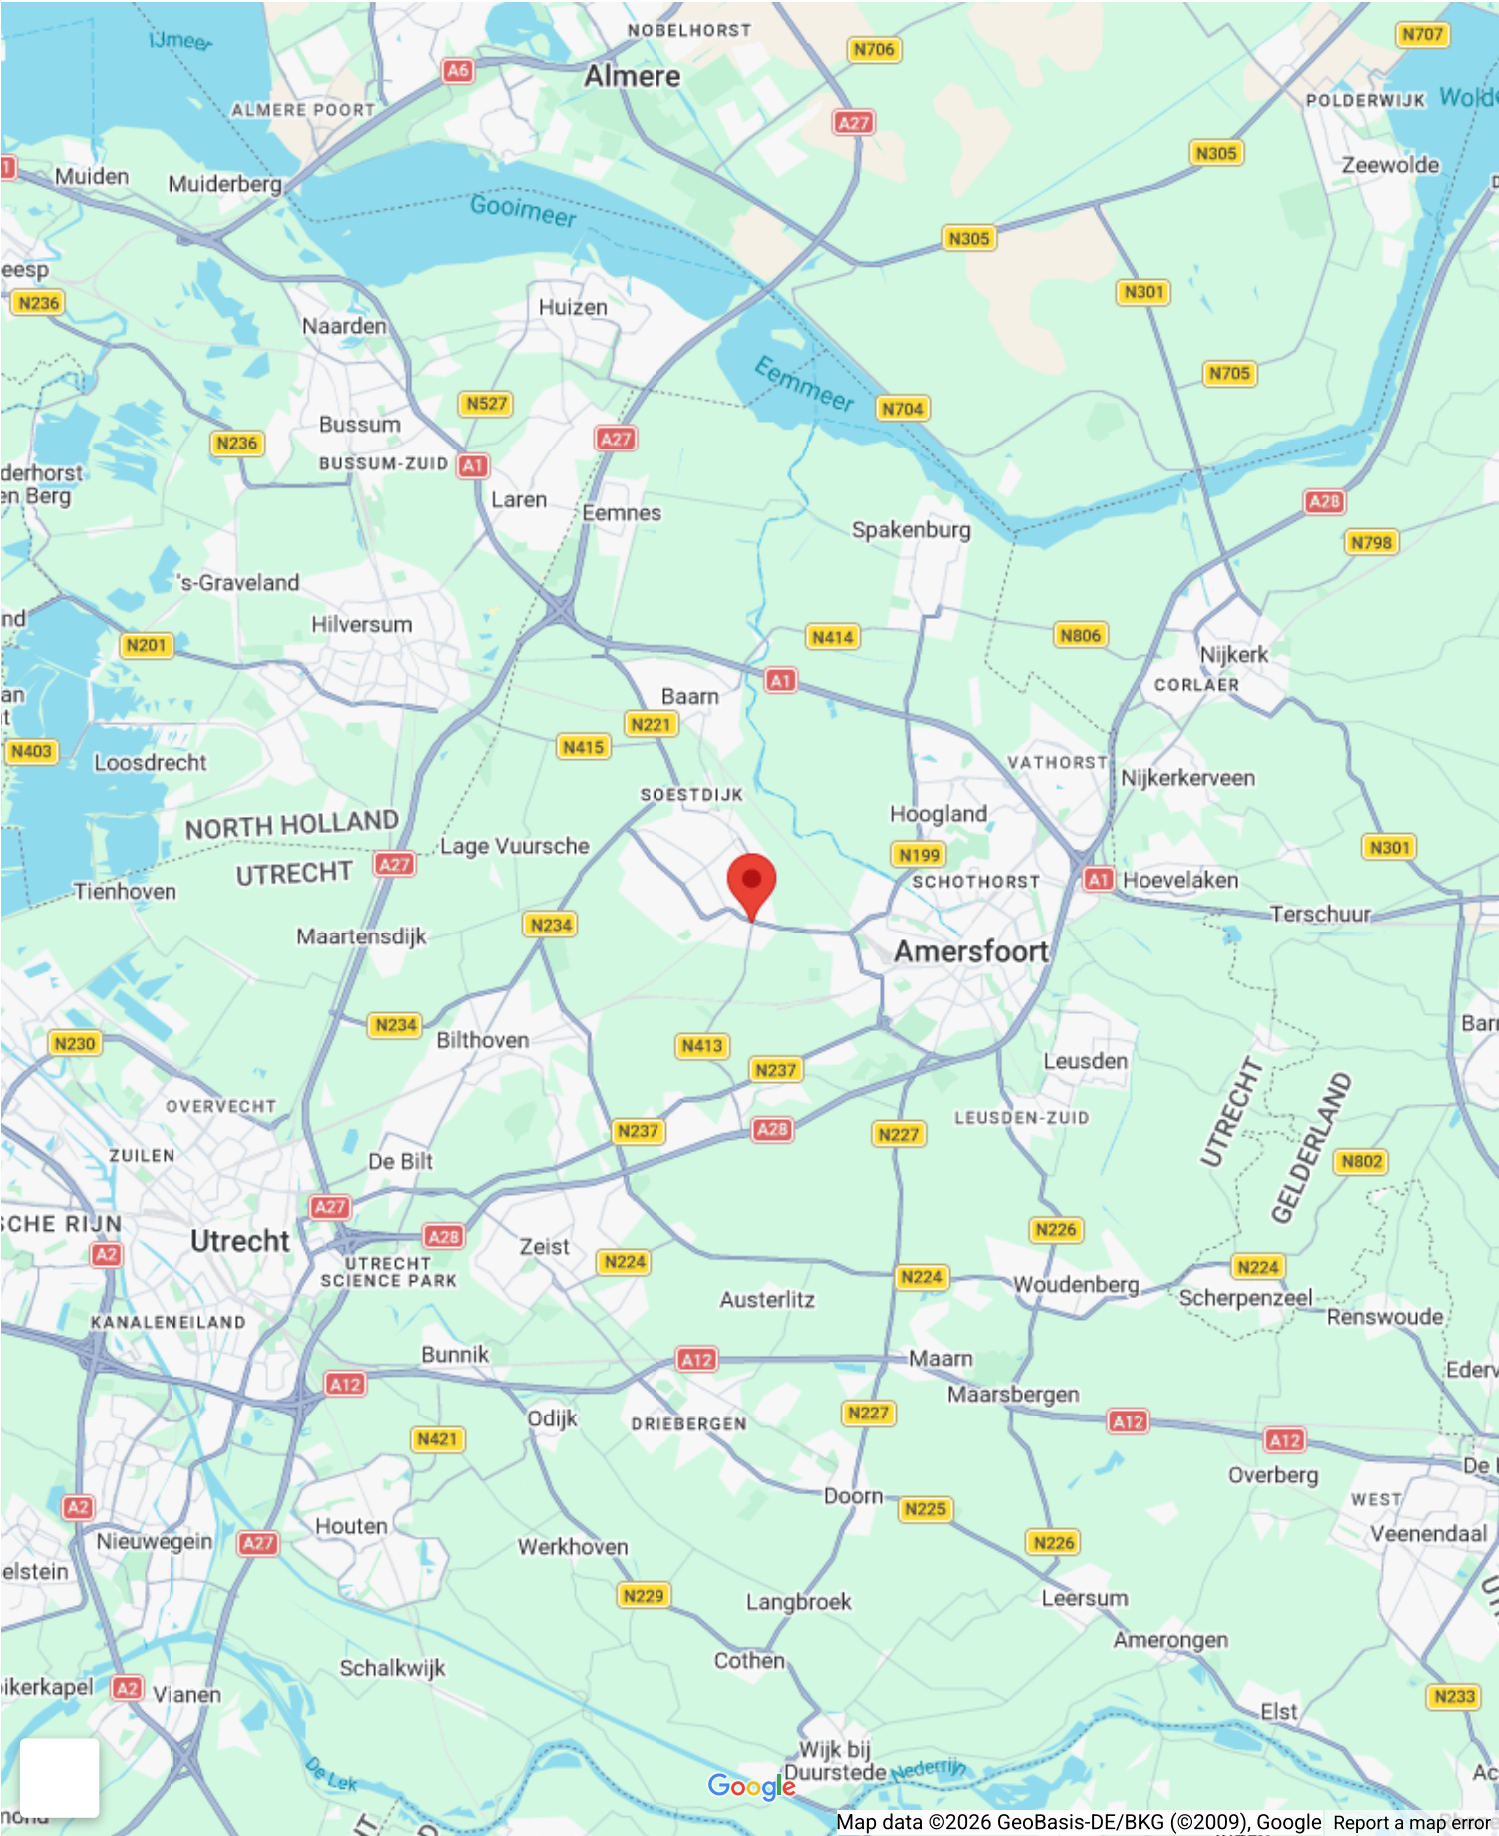 IJmeer
NOBELHORST
N706
N707
A6
Almere
ALMERE POORT
POLDERWIJK
A27
N305
Muiden
Muiderberg
Zeewolde
Gooimeer
N305
eesp
N236
N301
Huizen
Naarden
N705
Eemmeer
N527
N704
Bussum
A27
N236
BUSSUM-ZUID
A1
derhorst
en Berg
Laren
Eemnes
A28
Spakenburg
N798
's-Graveland
Hilversum
N201
N414
N806
Nijkerk
A1
CORLAER
Baarn
N221
N415
N403
Loosdrecht
VATHORST
Nijkerkerveen
SOESTDIJK
Hoogland
NORTH HOLLAND
UTRECHT
Lage Vuursche
A27
N199
N301
Tienhoven
SCHOTHORST
A1
Hoevelaken
Terschuur
N234
Maartensdijk
Amersfoort
N234
Bilthoven
N230
N413
N237
Leusden
OVERVECHT
UTRECHT
GELDERLAND
N237
A28
N227
LEUSDEN-ZUID
ZUILEN
De Bilt
N802
A27
SCHE RIJN
A2
Utrecht
A28
Zeist
N226
UTRECHT
SCIENCE PARK
N224
N224
N224
Woudenberg
Scherpenzeel
Austerlitz
Renswoude
KANALENEILAND
Bunnik
A12
Maarn
A12
Maarsbergen
Ederv
Odijk
DRIEBERGEN
N227
A12
A12
N421
Overberg
De
A2
Doorn
N225
WEST
Houten
Nieuwegein
A27
Veenendaal
Werkhoven
N226
elstein
N229
Langbroek
Leersum
Amerongen
Cothen
Schalkwijk
oikerkapel
A2
Vianen
N233
Elst
Wijk bij
Duurstede
Nederrijn
De Lek
Google
Map data ©2026 GeoBasis-DE/BKG (©2009), Google
Report a map error